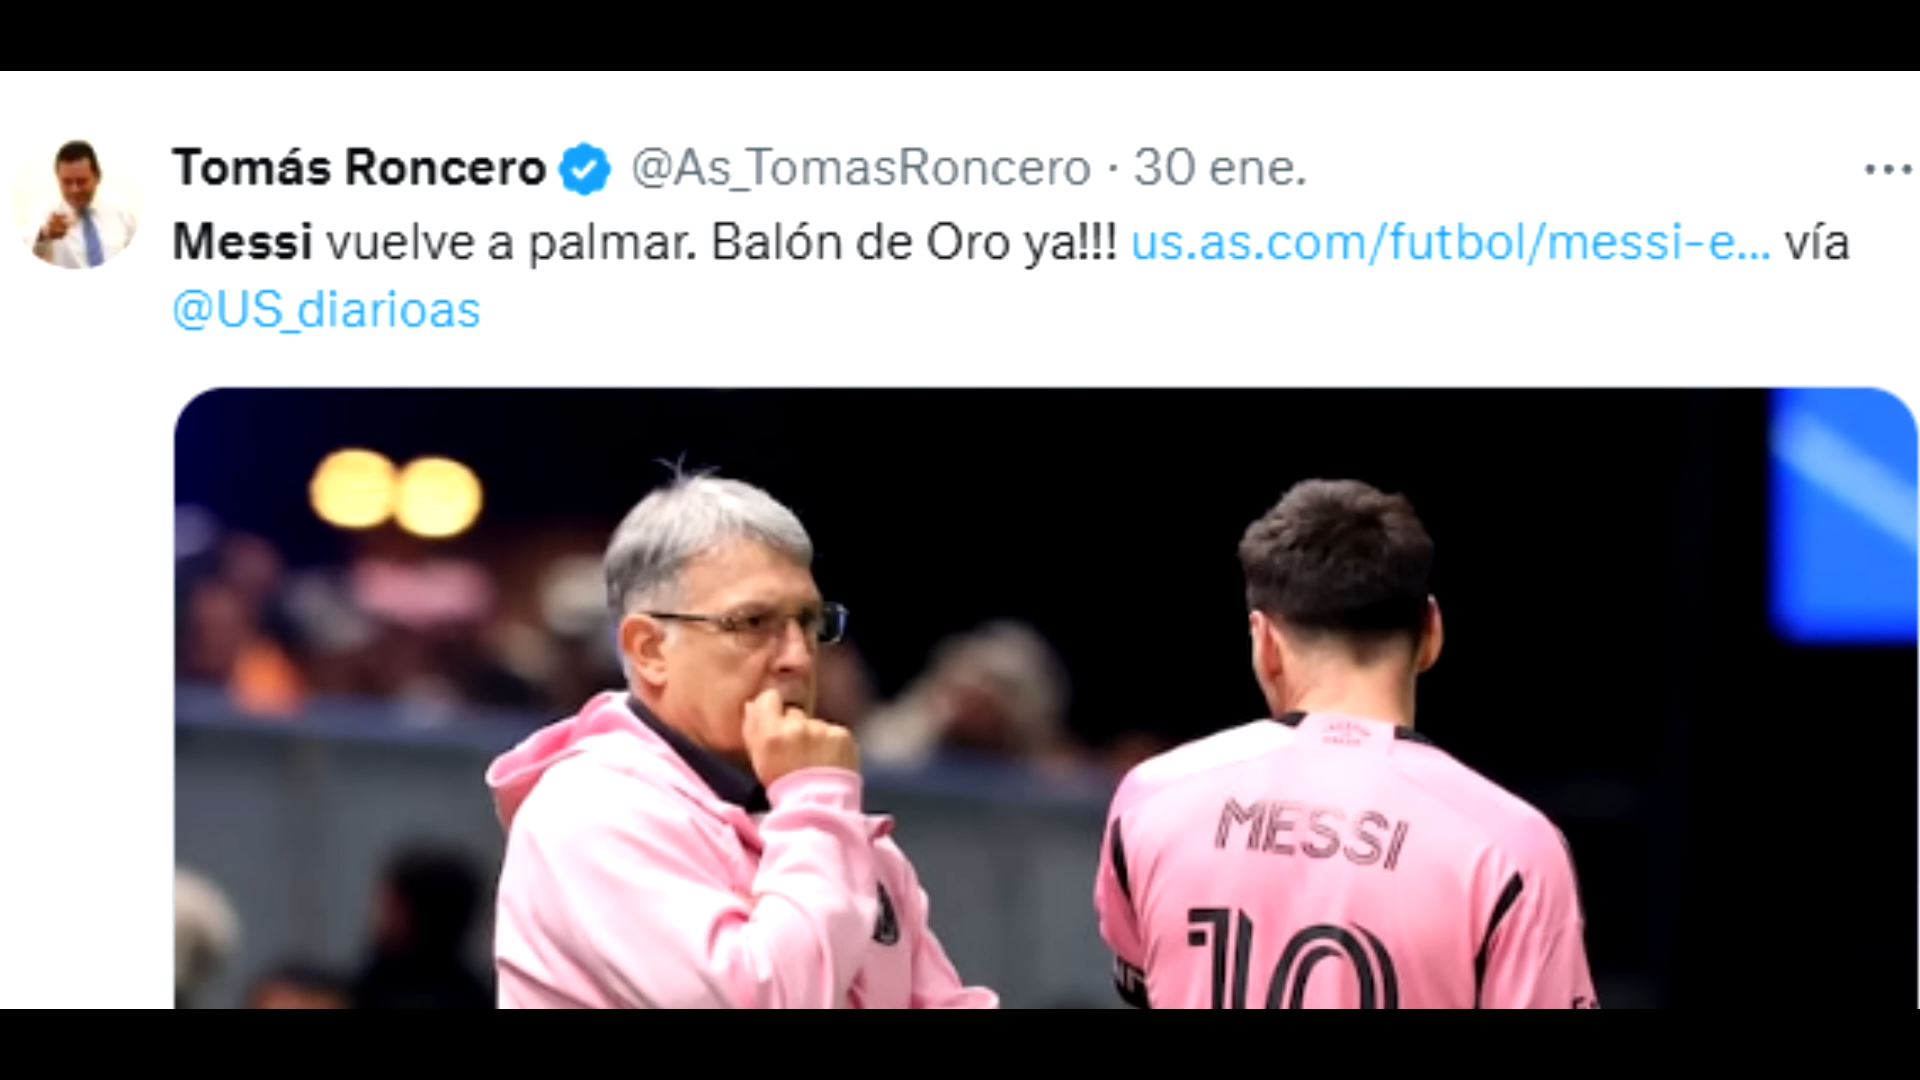 Tomás Roncero @As_TomasRoncero · 30 ene.
Messi vuelve a palmar. Balón de Oro ya!!! us.as.com/futbol/messi-e... vía
@US_diarioas
MESSI
10